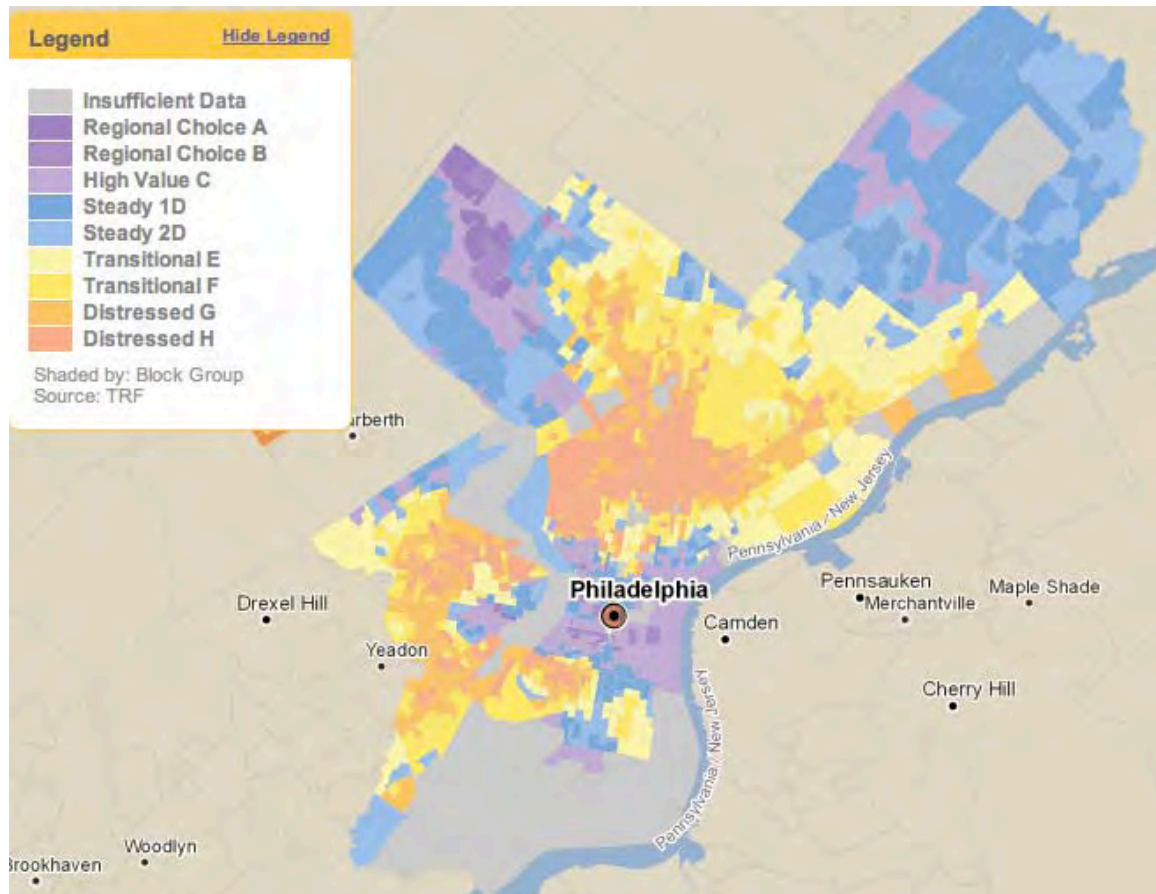 Legend
Hide Legend
Insufficient Data
Regional Choice A
Regional Choice B
High Value C
Steady 1D
Steady 2D
Transitional E
Transitional F
Distressed G
Distressed H
Shaded by: Block Group
Source: TRF
rberth
Pennsylvania / New Jersey
Philadelphia
Pennsauken
Maple Shade
Merchantville
Drexel Hill
Camden
Yeadon
Cherry Hill
Pennsylvania / New Jersey
Woodlyn
Brookhaven